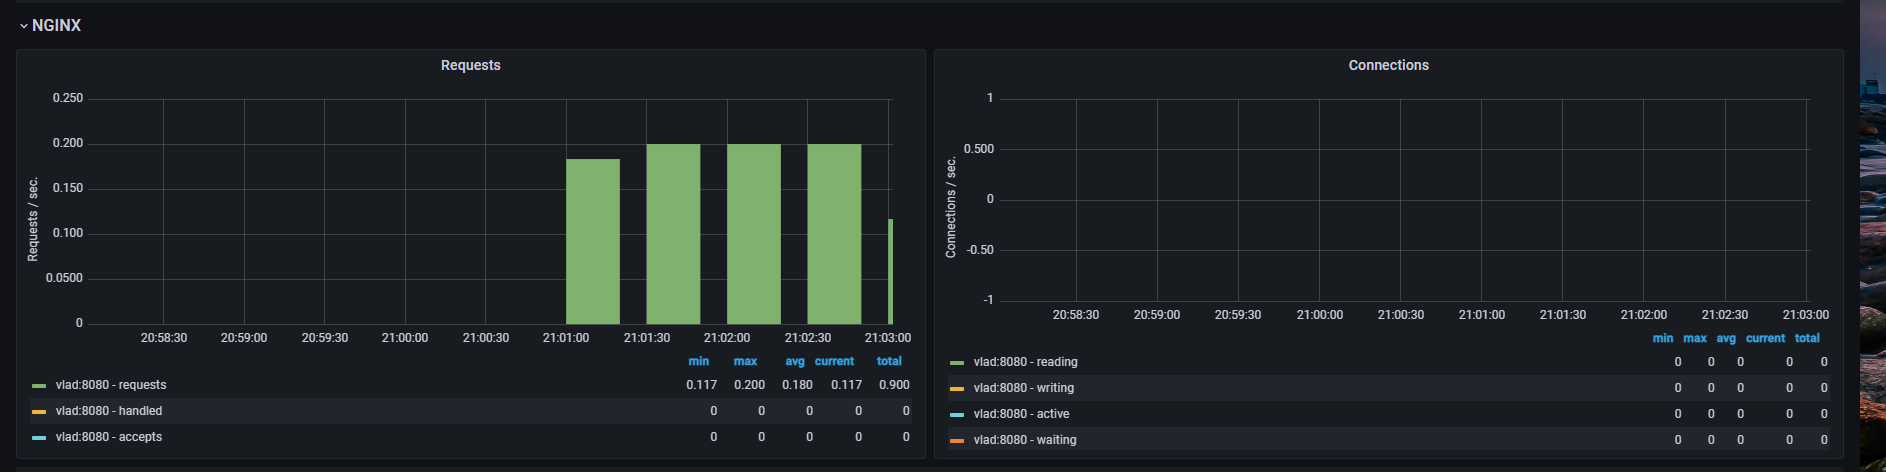 NGINX
Requests
Requests / sec.
0.250
0.200
0.150
0.100
0.0500
0
20:58:30 20:59:00 20:59:30 21:00:00 21:00:30 21:01:00 21:01:30 21:02:00 21:02:30 21:03:00
min max avg current total
vlad:8080 - requests 0.117 0.200 0.180 0.117 0.900
vlad:8080 - handled 0 0 0 0 0
vlad:8080 - accepts 0 0 0 0 0
Connections
Connections / sec.
1
0.500
0
-0.50
-1
20:58:30 20:59:00 20:59:30 21:00:00 21:00:30 21:01:00 21:01:30 21:02:00 21:02:30 21:03:00
min max avg current total
vlad:8080 - reading 0 0 0 0 0
vlad:8080 - writing 0 0 0 0 0
vlad:8080 - active 0 0 0 0 0
vlad:8080 - waiting 0 0 0 0 0